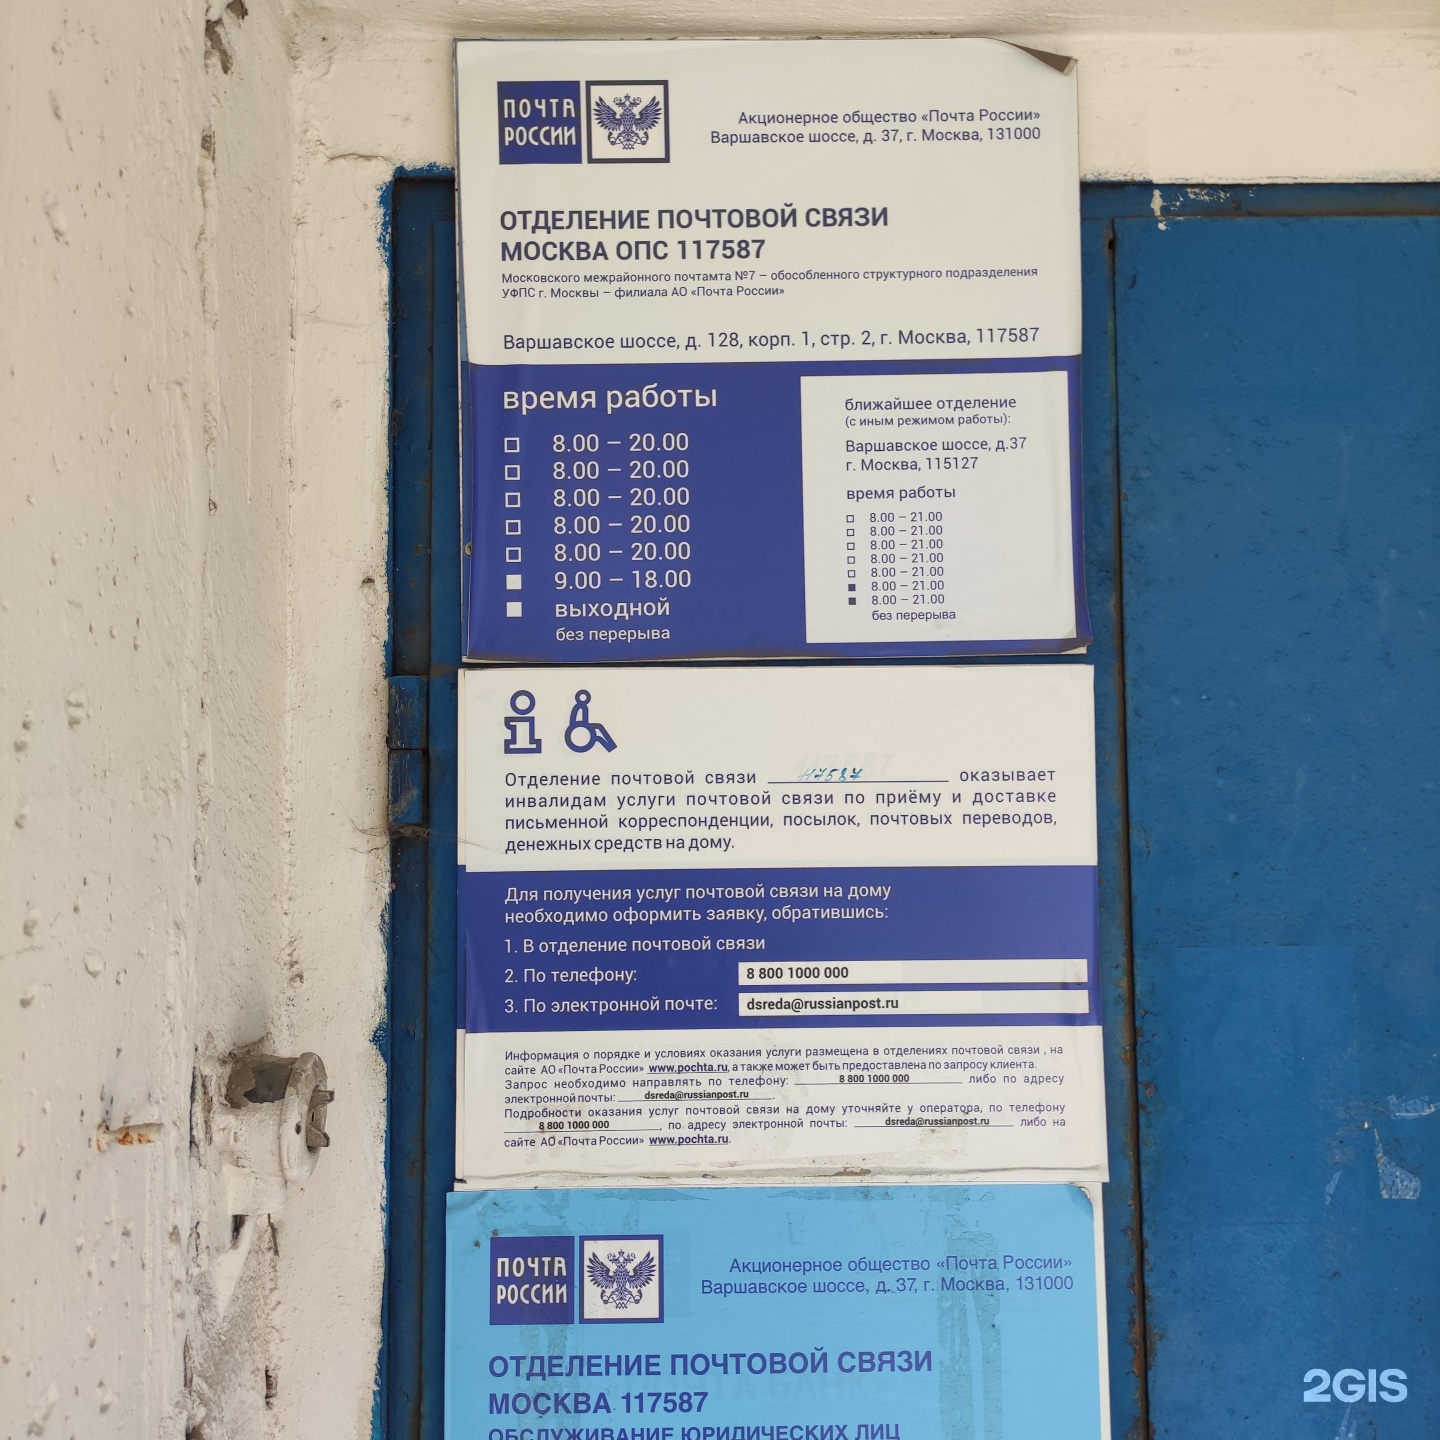 ПОЧТА
РОССИИ
Акционерное общество «Почта России»
Варшавское шоссе, д. 37, г. Москва, 131000
ОТДЕЛЕНИЕ ПОЧТОВОЙ СВЯЗИ
МОСКВА ОПС 117587
Московского межрайонного почтамта №7 – обособленного структурного подразделения
УФПС г. Москвы – филиала АО «Почта России»
Варшавское шоссе, д. 128, корп. 1, стр. 2, г. Москва, 117587
время работы
8.00 – 20.00
8.00 – 20.00
8.00 – 20.00
8.00 – 20.00
8.00 – 20.00
9.00 – 18.00
выходной
без перерыва
ближайшее отделение
(с иным режимом работы):
Варшавское шоссе, д.37
г. Москва, 115127
время работы
8.00 – 21.00
8.00 – 21.00
8.00 – 21.00
8.00 – 21.00
8.00 – 21.00
8.00 – 21.00
8.00 – 21.00
без перерыва
Отделение почтовой связи 117587 оказывает
инвалидам услуги почтовой связи по приёму и доставке
письменной корреспонденции, посылок, почтовых переводов,
денежных средств на дому.
Для получения услуг почтовой связи на дому
необходимо оформить заявку, обратившись:
1. В отделение почтовой связи
2. По телефону: 8 800 1000 000
3. По электронной почте: dsreda@russianpost.ru
Информация о порядке и условиях оказания услуги размещена в отделениях почтовой связи , на
сайте АО «Почта России» www.pochta.ru, а также может быть предоставлена по запросу клиента.
Запрос необходимо направлять по телефону: 8 800 1000 000 либо по адресу
электронной почты: dsreda@russianpost.ru.
Подробности оказания услуг почтовой связи на дому уточняйте у оператора, по телефону
8 800 1000 000, по адресу электронной почты: dsreda@russianpost.ru либо на
сайте АО «Почта России» www.pochta.ru.
ПОЧТА
РОССИИ
Акционерное общество «Почта России»
Варшавское шоссе, д. 37, г. Москва, 131000
ОТДЕЛЕНИЕ ПОЧТОВОЙ СВЯЗИ
МОСКВА 117587
ОБСЛУЖИВАНИЕ ЮРИДИЧЕСКИХ ЛИЦ
2GIS